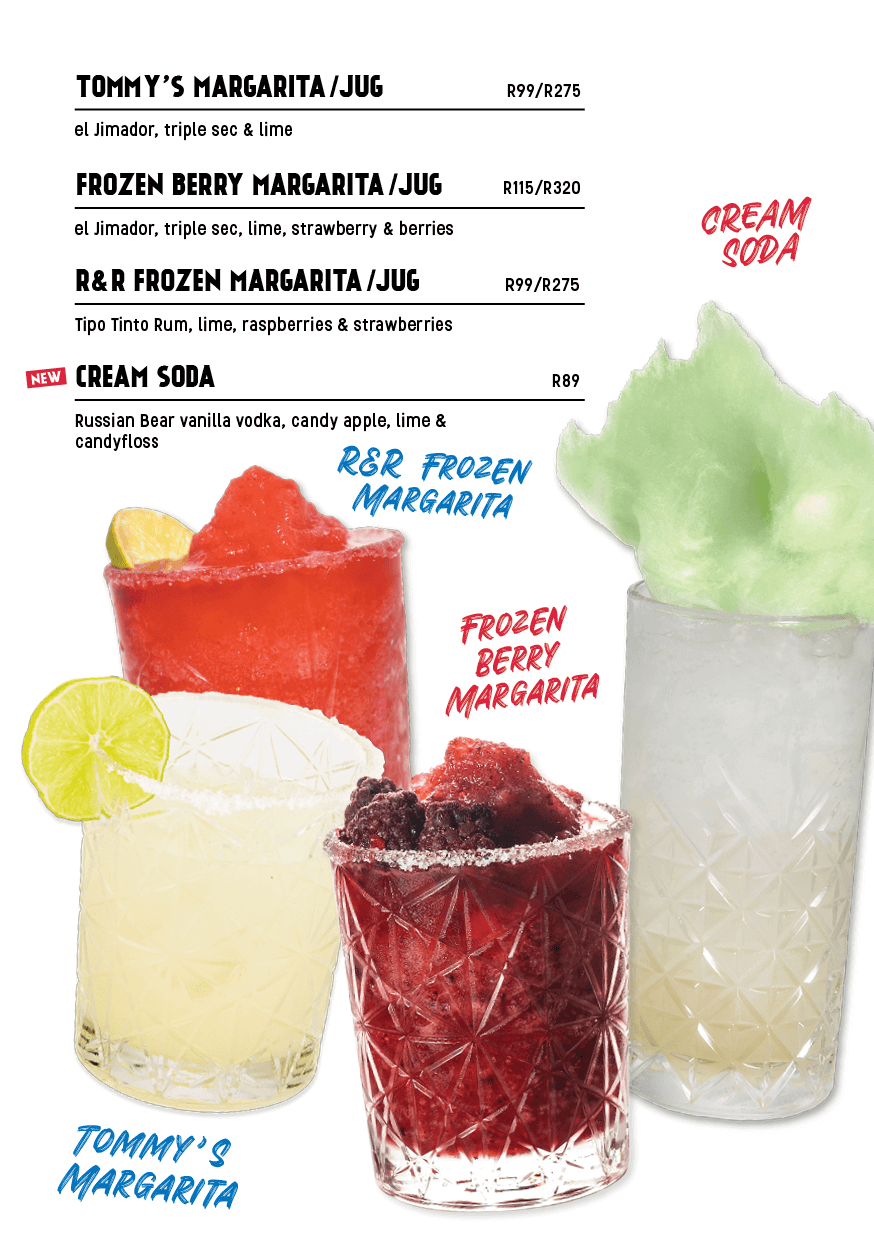 TOMMY'S MARGARITA/JUG R99/R275
el Jimador, triple sec & lime
FROZEN BERRY MARGARITA/JUG R115/R320
el Jimador, triple sec, lime, strawberry & berries
R&R FROZEN MARGARITA/JUG R99/R275
Tipo Tinto Rum, lime, raspberries & strawberries
NEW CREAM SODA R89
Russian Bear vanilla vodka, candy apple, lime &
candyfloss
CREAM
SODA
R&R FROZEN
MARGARITA
FROZEN
BERRY
MARGARITA
TOMMY'S
MARGARITA